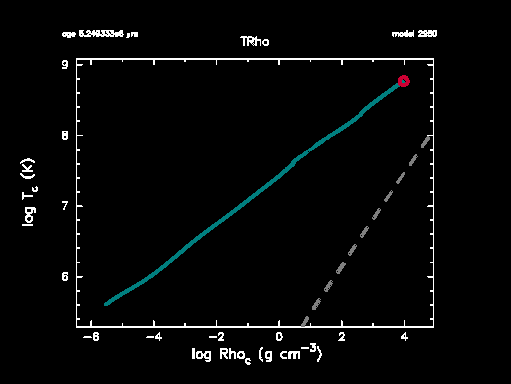 age 5.249333e6 yrs
model 2950
TRho
9
8
7
6
log T_c (K)
-6 -4 -2 0 2 4
log Rho_c (g cm^-3)